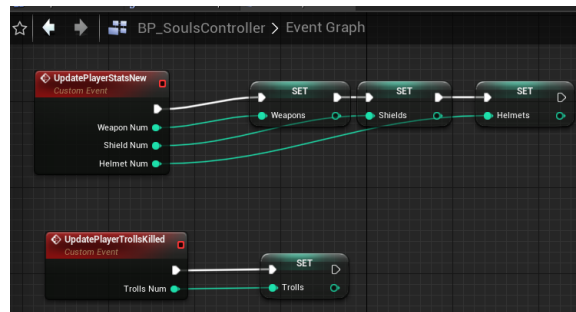 BP_SoulsController > Event Graph
UpdatePlayerStatsNew
Custom Event
SET
SET
SET
Weapon Num
Weapons
Shields
Helmets
Shield Num
Helmet Num
UpdatePlayerTrollsKilled
Custom Event
SET
Trolls Num
Trolls